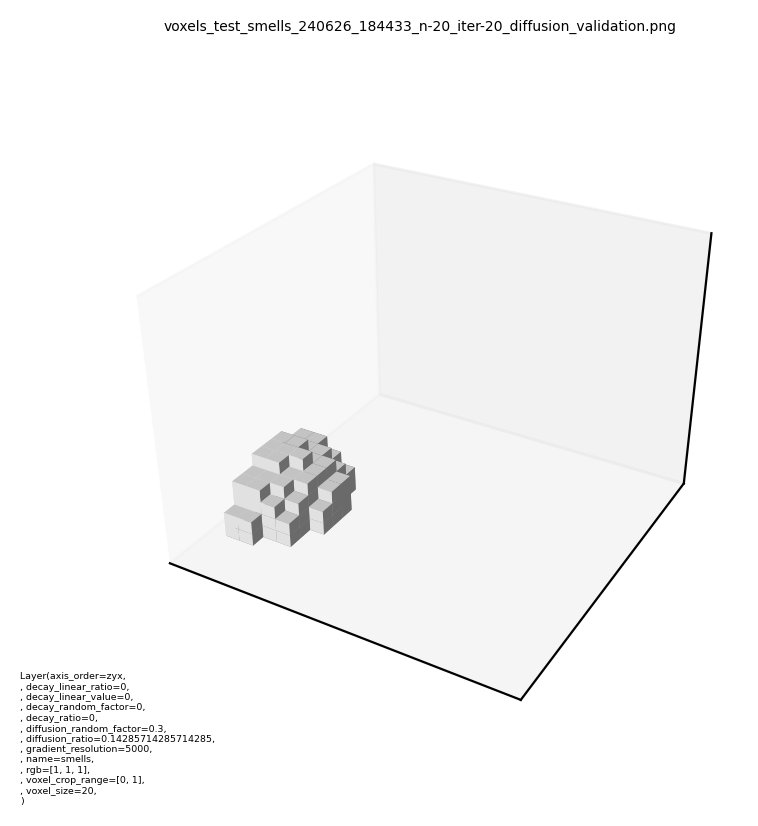 voxels_test_smells_240626_184433_n-20_iter-20_diffusion_validation.png
Layer(axis_order=zyx,
, decay_linear_ratio=0,
, decay_linear_value=0,
, decay_random_factor=0,
, decay_ratio=0,
, diffusion_random_factor=0.3,
, diffusion_ratio=0.14285714285714285,
, gradient_resolution=5000,
, name=smells,
, rgb=[1, 1, 1],
, voxel_crop_range=[0, 1],
, voxel_size=20,
)